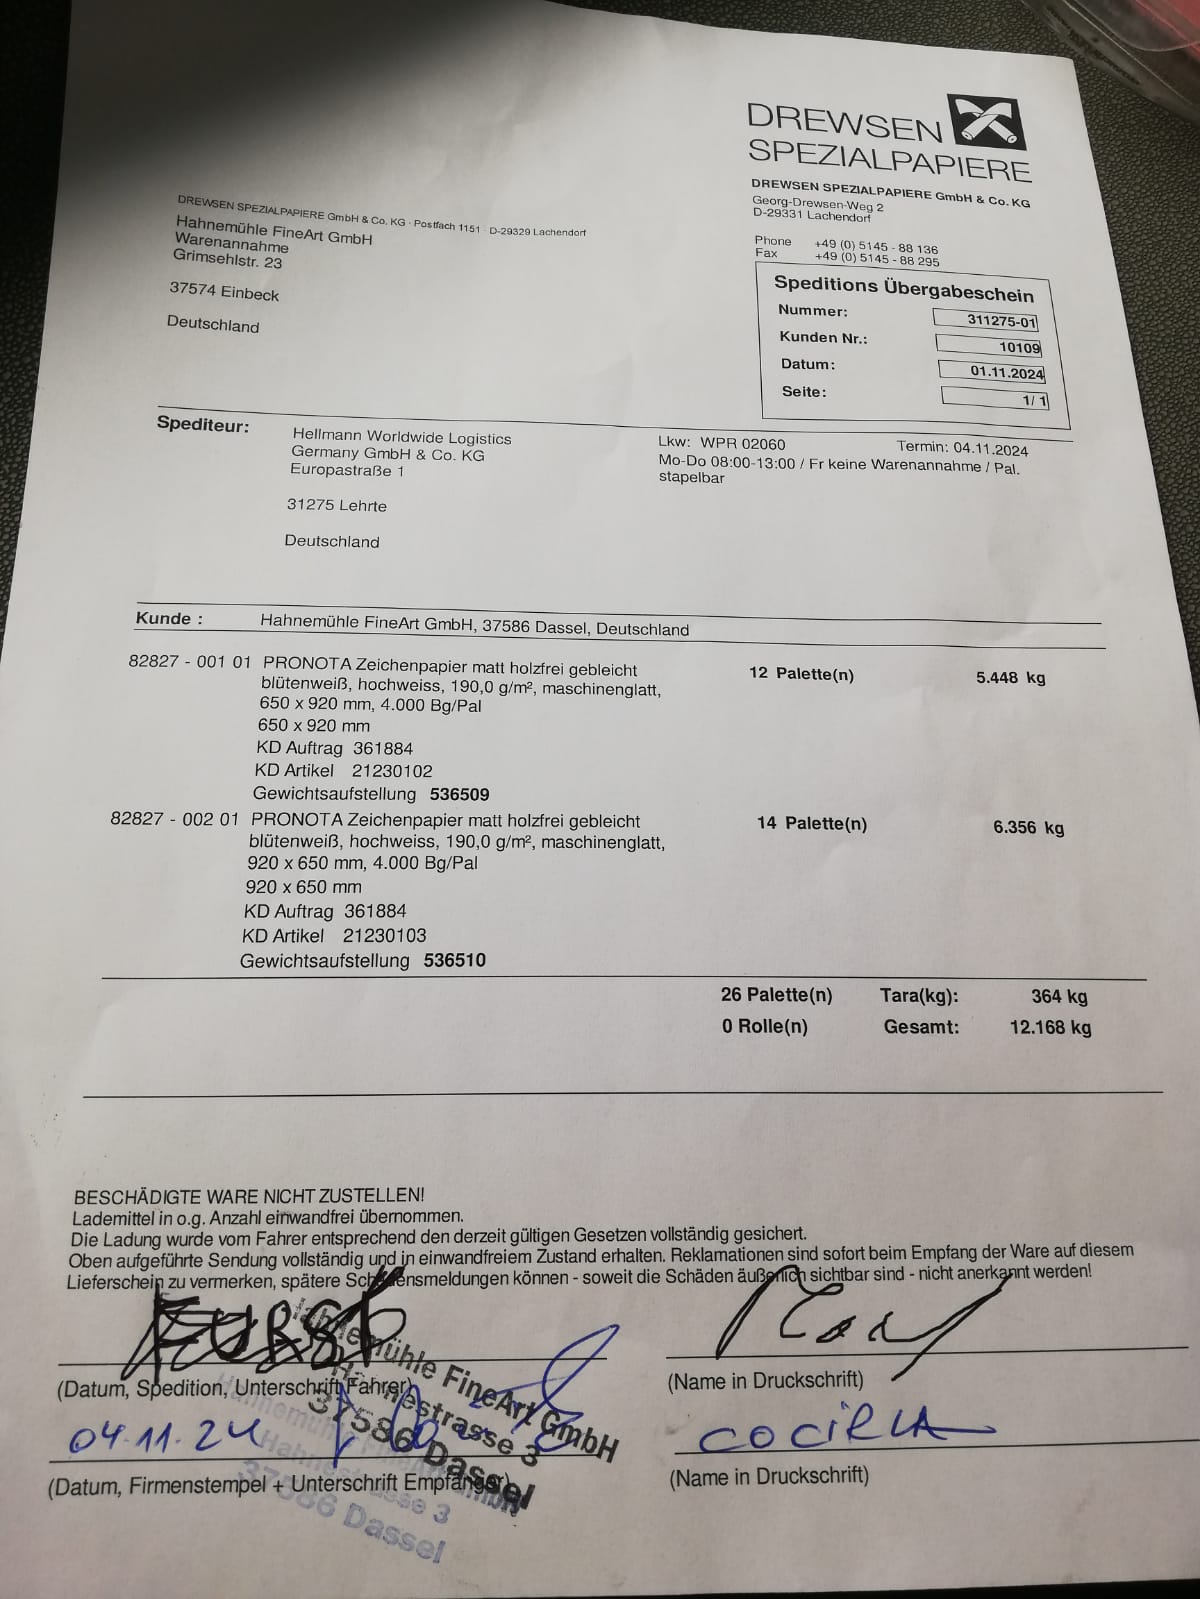 DREWSEN
SPEZIALPAPIERE
DREWSEN SPEZIALPAPIERE GmbH & Co. KG
Georg-Drewsen-Weg 2
D-29331 Lachendorf
Phone +49 (0) 5145 - 88 136
Fax +49 (0) 5145 - 88 295
DREWSEN SPEZIALPAPIERE GmbH & Co. KG · Postfach 1151 · D-29329 Lachendorf
Hahnemühle FineArt GmbH
Warenannahme
Grimsehlstr. 23
37574 Einbeck
Deutschland
Speditions Übergabeschein
Nummer: 311275-01
Kunden Nr.: 10109
Datum: 01.11.2024
Seite: 1/ 1
Spediteur: Hellmann Worldwide Logistics
Germany GmbH & Co. KG
Europastraße 1
31275 Lehrte
Deutschland
Lkw: WPR 02060 Termin: 04.11.2024
Mo-Do 08:00-13:00 / Fr keine Warenannahme / Pal.
stapelbar
Kunde : Hahnemühle FineArt GmbH, 37586 Dassel, Deutschland
82827 - 001 01 PRONOTA Zeichenpapier matt holzfrei gebleicht 12 Palette(n) 5.448 kg
blütenweiß, hochweiss, 190,0 g/m², maschinenglatt,
650 x 920 mm, 4.000 Bg/Pal
650 x 920 mm
KD Auftrag 361884
KD Artikel 21230102
Gewichtsaufstellung 536509
82827 - 002 01 PRONOTA Zeichenpapier matt holzfrei gebleicht 14 Palette(n) 6.356 kg
blütenweiß, hochweiss, 190,0 g/m², maschinenglatt,
920 x 650 mm, 4.000 Bg/Pal
920 x 650 mm
KD Auftrag 361884
KD Artikel 21230103
Gewichtsaufstellung 536510
26 Palette(n) Tara(kg): 364 kg
0 Rolle(n) Gesamt: 12.168 kg
BESCHÄDIGTE WARE NICHT ZUSTELLEN!
Lademittel in o.g. Anzahl einwandfrei übernommen.
Die Ladung wurde vom Fahrer entsprechend den derzeit gültigen Gesetzen vollständig gesichert.
Oben aufgeführte Sendung vollständig und in einwandfreiem Zustand erhalten. Reklamationen sind sofort beim Empfang der Ware auf diesem
Lieferschein zu vermerken, spätere Schadensmeldungen können - soweit die Schäden äußerlich sichtbar sind - nicht anerkannt werden!
(Datum, Spedition, Unterschrift Fahrer)
(Name in Druckschrift)
Hahnemühle FineArt GmbH
Hahnestrasse 3
37586 Dassel
04.11.24
COCIRLA
(Datum, Firmenstempel + Unterschrift Empfänger)
(Name in Druckschrift)
Hahnemühle FineArt GmbH
Hahnestrasse 3
37586 Dassel